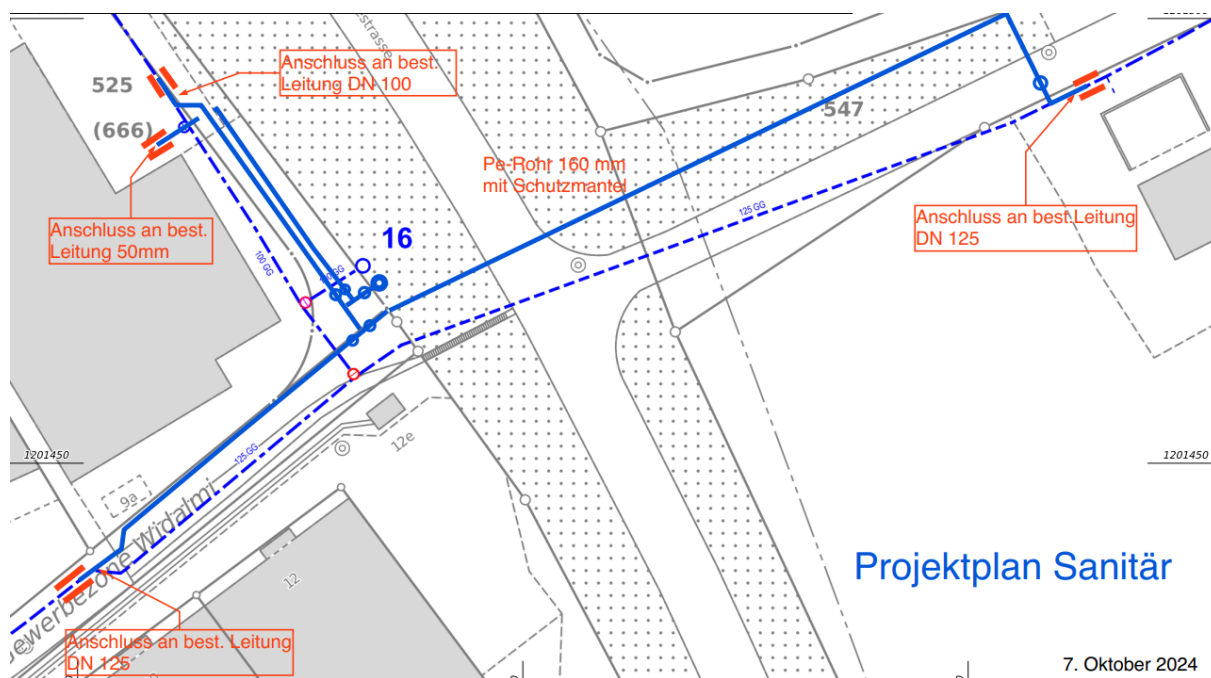 estrasse
525
Anschluss an best.
Leitung DN 100
(666)
547
Pe-Rohr 160 mm
mit Schutzmantel
125 GG
Anschluss an best.
Leitung 50mm
Anschluss an best.Leitung
DN 125
16
100 GG
1201450
1201450
12e
125 GG
9a
Gewerbezone Widalmi
12
Projektplan Sanitär
Anschluss an best. Leitung
DN 125
7. Oktober 2024